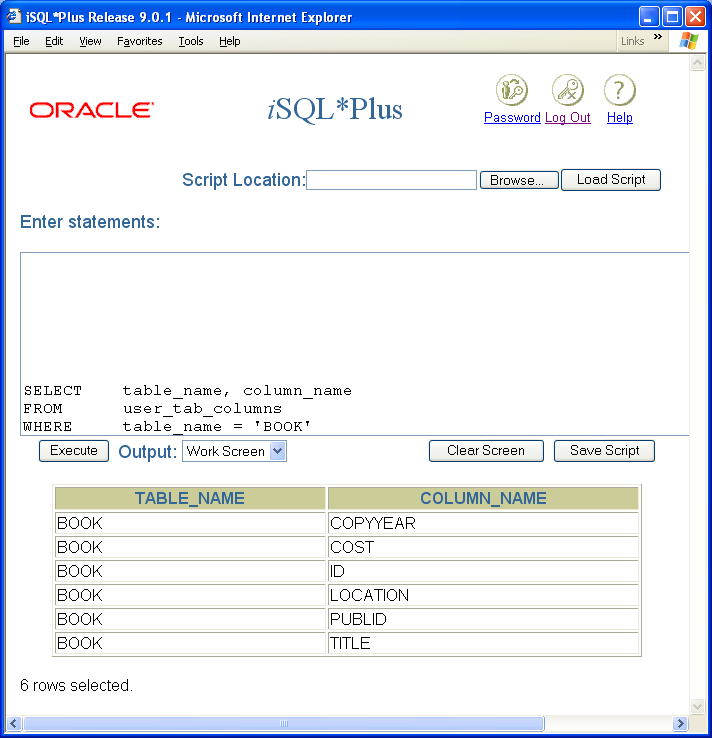 iSQL*Plus Release 9.0.1 - Microsoft Internet Explorer
File Edit View Favorites Tools Help Links »
ORACLE®
iSQL*Plus
Password Log Out Help
Script Location: Browse... Load Script
Enter statements:
SELECT table_name, column_name
FROM user_tab_columns
WHERE table_name = 'BOOK'
Execute Output: Work Screen Clear Screen Save Script
TABLE_NAME COLUMN_NAME
BOOK COPYYEAR
BOOK COST
BOOK ID
BOOK LOCATION
BOOK PUBLID
BOOK TITLE
6 rows selected.